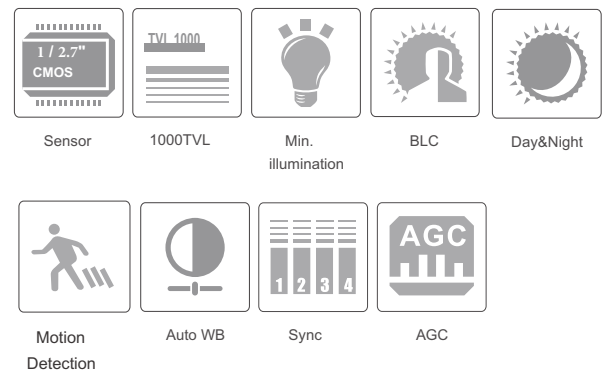 1 / 2.7"
CMOS
TVL 1000
Sensor
1000TVL
Min.
illumination
BLC
Day&Night
1 2 3 4
AGC
Motion
Detection
Auto WB
Sync
AGC